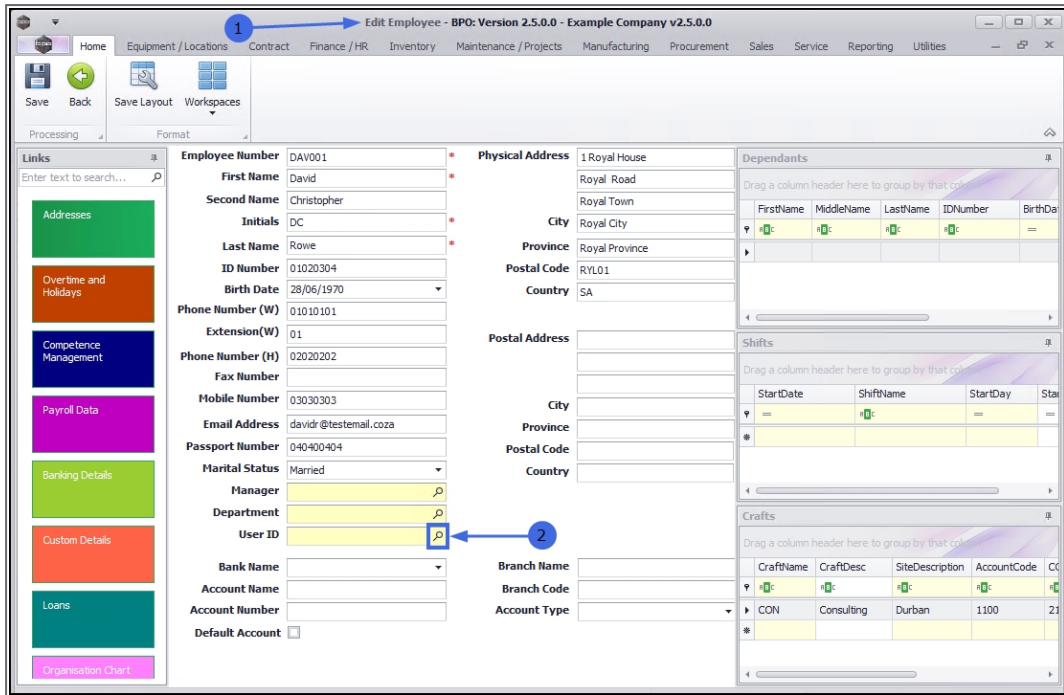 1
Edit Employee - BPO: Version 2.5.0.0 - Example Company v2.5.0.0
Home Equipment / Locations Contract Finance / HR Inventory Maintenance / Projects Manufacturing Procurement Sales Service Reporting Utilities
Save Back Save Layout Workspaces
Processing Format
Links
Enter text to search...
Addresses
Overtime and
Holidays
Competence
Management
Payroll Data
Banking Details
Custom Details
Loans
Organisation Chart
Employee Number DAV001 *
First Name David *
Second Name Christopher
Initials DC *
Last Name Rowe *
ID Number 01020304
Birth Date 28/06/1970
Phone Number (W) 01010101
Extension(W) 01
Phone Number (H) 02020202
Fax Number
Mobile Number 03030303
Email Address davidr@testemail.coza
Passport Number 040400404
Marital Status Married
Manager
Department
User ID
2
Bank Name
Account Name
Account Number
Default Account
Physical Address 1 Royal House
Royal Road
Royal Town
City Royal City
Province Royal Province
Postal Code RYL01
Country SA
Postal Address
City
Province
Postal Code
Country
Branch Name
Branch Code
Account Type
Dependants
Drag a column header here to group by that col
FirstName MiddleName LastName IDNumber BirthDa
Shifts
Drag a column header here to group by that col
StartDate ShiftName StartDay Star
Crafts
Drag a column header here to group by that col
CraftName CraftDesc SiteDescription AccountCode CO
CON Consulting Durban 1100 21